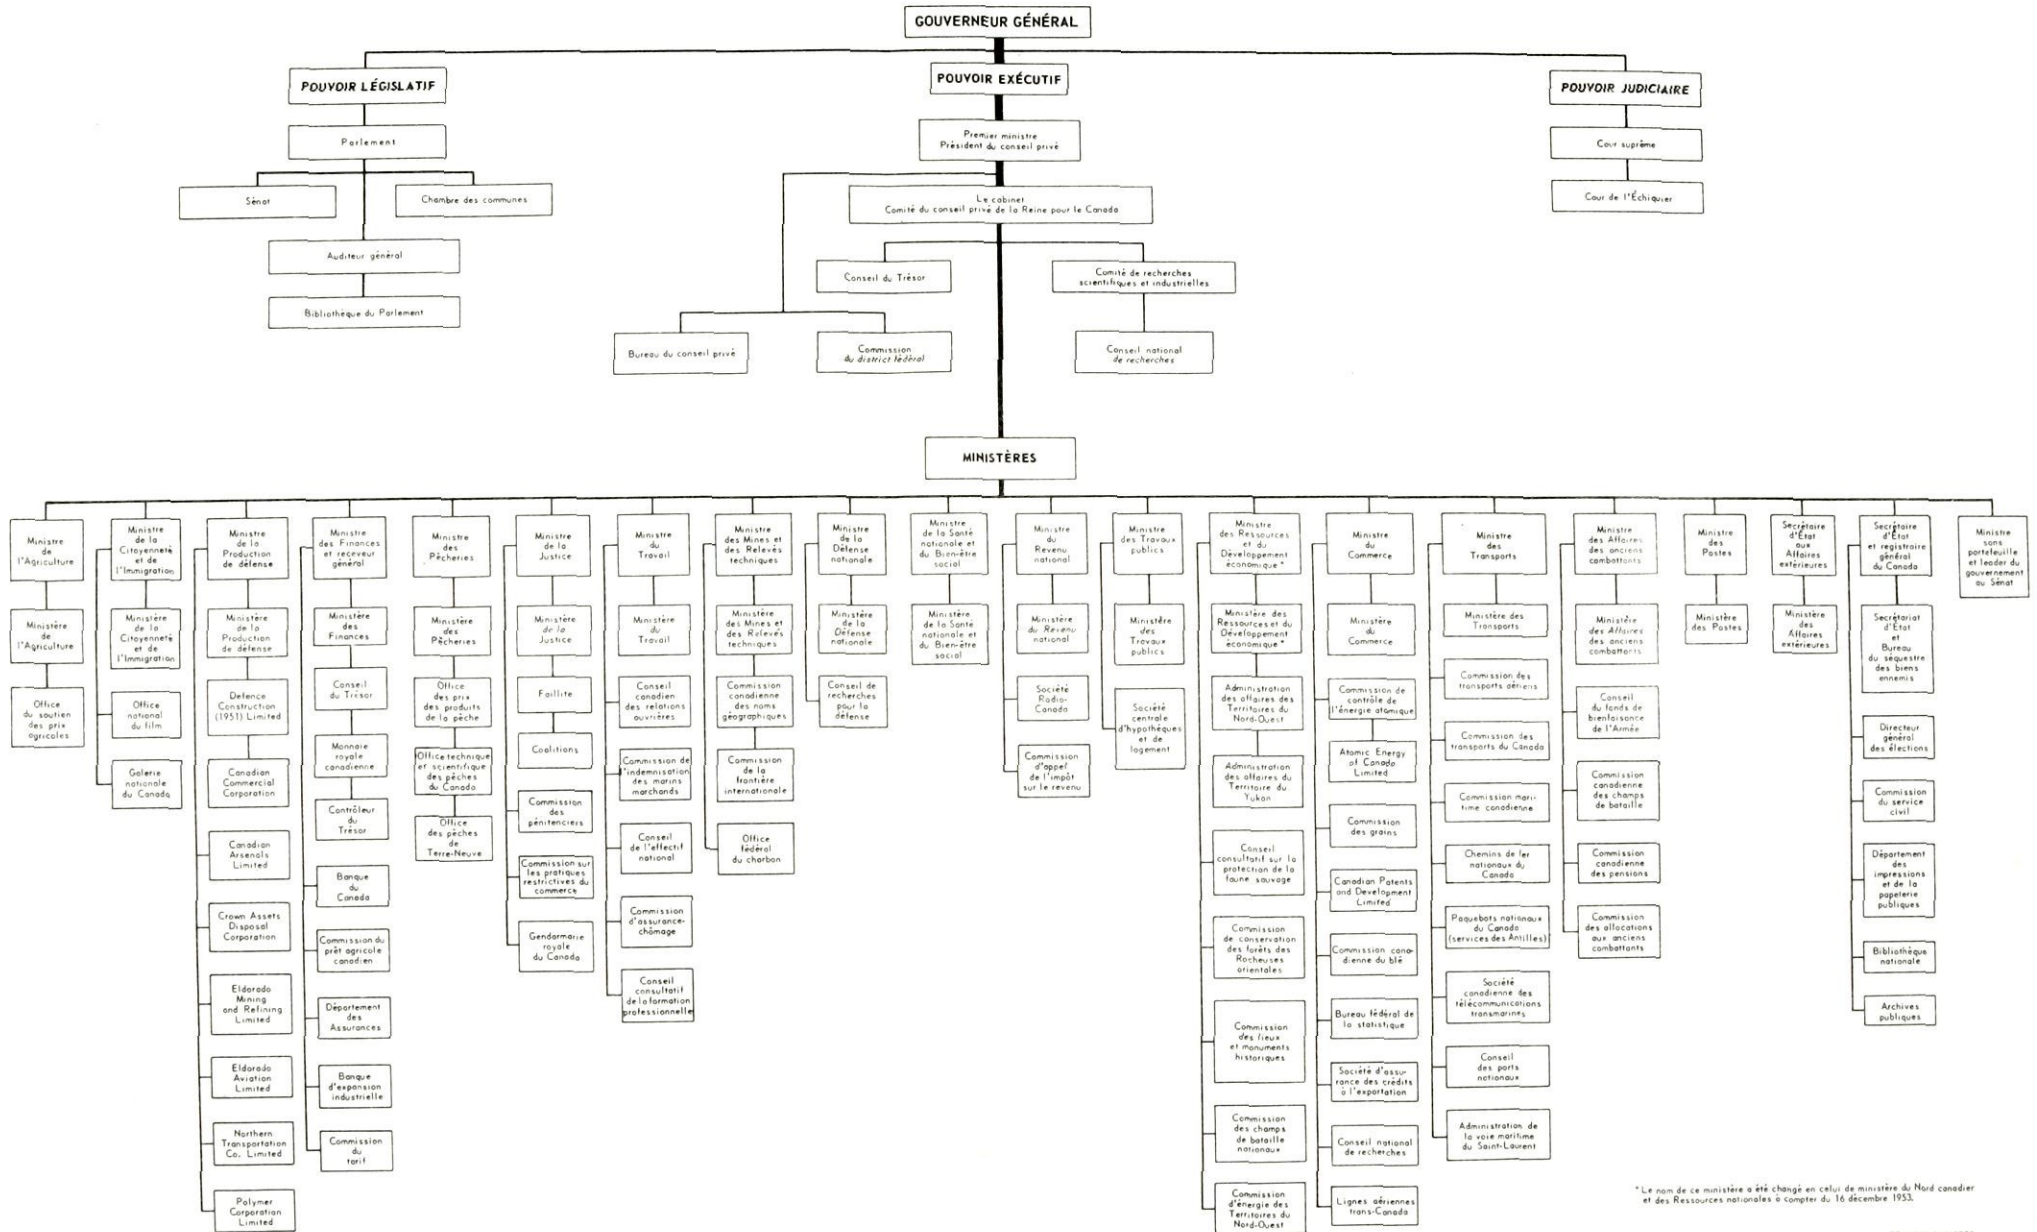 GOUVERNEUR GÉNÉRAL
POUVOIR LÉGISLATIF
POUVOIR EXÉCUTIF
POUVOIR JUDICIAIRE
Parlement
Sénat
Chambre des communes
Auditeur général
Bibliothèque du Parlement
Premier ministre
Président du conseil privé
Le cabinet
Comité du conseil privé de la Reine pour le Canada
Conseil du Trésor
Comité de recherches
scientifiques et industrielles
Bureau du conseil privé
Commission
du district fédéral
Conseil national
de recherches
Cour suprême
Cour de l'Échiquier
MINISTÈRES
Ministre
de
l'Agriculture
Ministère
de
l'Agriculture
Office
du soutien
des prix
agricoles
Ministre
de la
Citoyenneté
et de
l'Immigration
Ministère
de la
Citoyenneté
et de
l'Immigration
Office
national
du film
Galerie
nationale
du Canada
Ministre
de la
Production
de défense
Ministère
de la
Production
de défense
Defence
Construction
(1951) Limited
Canadian
Commercial
Corporation
Canadian
Arsenals
Limited
Crown Assets
Disposal
Corporation
Eldorado
Mining
and Refining
Limited
Eldorado
Aviation
Limited
Northern
Transportation
Co. Limited
Polymer
Corporation
Limited
Ministre
des Finances
et receveur
général
Ministère
des
Finances
Conseil
du Trésor
Monnaie
royale
canadienne
Contrôleur
du
Trésor
Banque
du
Canada
Commission du
prêt agricole
canadien
Département
des
Assurances
Banque
d'expansion
industrielle
Commission
du
tarif
Ministre
des
Pêcheries
Ministère
des
Pêcheries
Office
des prix
des produits
de la pêche
Office technique
et scientifique
des pêches
du Canada
Office
des pêches
de
Terre-Neuve
Ministre
de la
Justice
Ministère
de la
Justice
Faillite
Coalitions
Commission
des
pénitenciers
Commission sur
les pratiques
restrictives du
commerce
Gendarmerie
royale
du Canada
Ministre
du
Travail
Ministère
du
Travail
Conseil
canadien
des relations
ouvrières
Commission de
l'indemnisation
des marins
marchands
Conseil
de l'effectif
national
Commission
d'assurance-
chômage
Conseil
consultatif
de la formation
professionnelle
Ministre
des Mines et
des Relevés
techniques
Ministère
des Mines et
des Relevés
techniques
Commission
canadienne
des noms
géographiques
Commission
de la
frontière
internationale
Office
fédéral
du charbon
Ministre
de la
Défense
nationale
Ministère
de la
Défense
nationale
Conseil de
recherches
pour la
défense
Ministre
de la Santé
nationale et
du Bien-être
social
Ministère
de la Santé
nationale et
du Bien-être
social
Ministre
du
Revenu
national
Ministère
du Revenu
national
Société
Radio-
Canada
Commission
d'appel
de l'impôt
sur le revenu
Ministre
des Travaux
publics
Ministère
des
Travaux
publics
Société
centrale
d'hypothèques
et de
logement
Ministre
des Ressources
et du
Développement
économique *
Ministère des
Ressources et du
Développement
économique *
Administration
des affaires des
Territoires du
Nord-Ouest
Administration
des affaires du
Territoire du
Yukon
Conseil
consultatif sur la
protection de la
faune sauvage
Commission
de conservation
des forêts des
Rocheuses
orientales
Commission
des lieux
et monuments
historiques
Commission
des champs
de bataille
nationaux
Commission
d'énergie des
Territoires du
Nord-Ouest
Ministre
du
Commerce
Ministère
du
Commerce
Commission de
contrôle de
l'énergie atomique
Atomic Energy
of Canada
Limited
Commission
des grains
Canadian Patents
and Development
Limited
Commission cana-
dienne du blé
Bureau fédéral de
la statistique
Société d'assu-
rance des crédits
à l'exportation
Conseil national
de recherches
Lignes aériennes
trans-Canada
Ministre
des
Transports
Ministère des
Transports
Commission des
transports aériens
Commission des
transports du Canada
Commission mari-
time canadienne
Chemins de fer
nationaux du
Canada
Paquebots nationaux
du Canada
(services des Antilles)
Société
canadienne des
télécommunications
transmarines
Conseil
des ports
nationaux
Administration de
la voie maritime
du Saint-Laurent
Ministre
des Affaires
des anciens
combattants
Ministère
des Affaires
des anciens
combattants
Conseil
du fonds de
bienfaisance
de l'Armée
Commission
canadienne
des champs
de bataille
Commission
canadienne
des pensions
Commission
des allocations
aux anciens
combattants
Ministre
des
Postes
Ministère
des Postes
Secrétaire
d'État
aux
Affaires
extérieures
Ministère
des
Affaires
extérieures
Secrétaire
d'État
et registraire
général
du Canada
Secrétariat
d'État
et
Bureau
du séquestre
des biens
ennemis
Directeur
général
des élections
Commission
du service
civil
Département
des
impressions
et de la
papeterie
publiques
Bibliothèque
nationale
Archives
publiques
Ministre
sans
portefeuille
et leader du
gouvernement
au Sénat
* Le nom de ce ministère a été changé en celui de ministère du Nord canadien
et des Ressources nationales à compter du 16 décembre 1953.